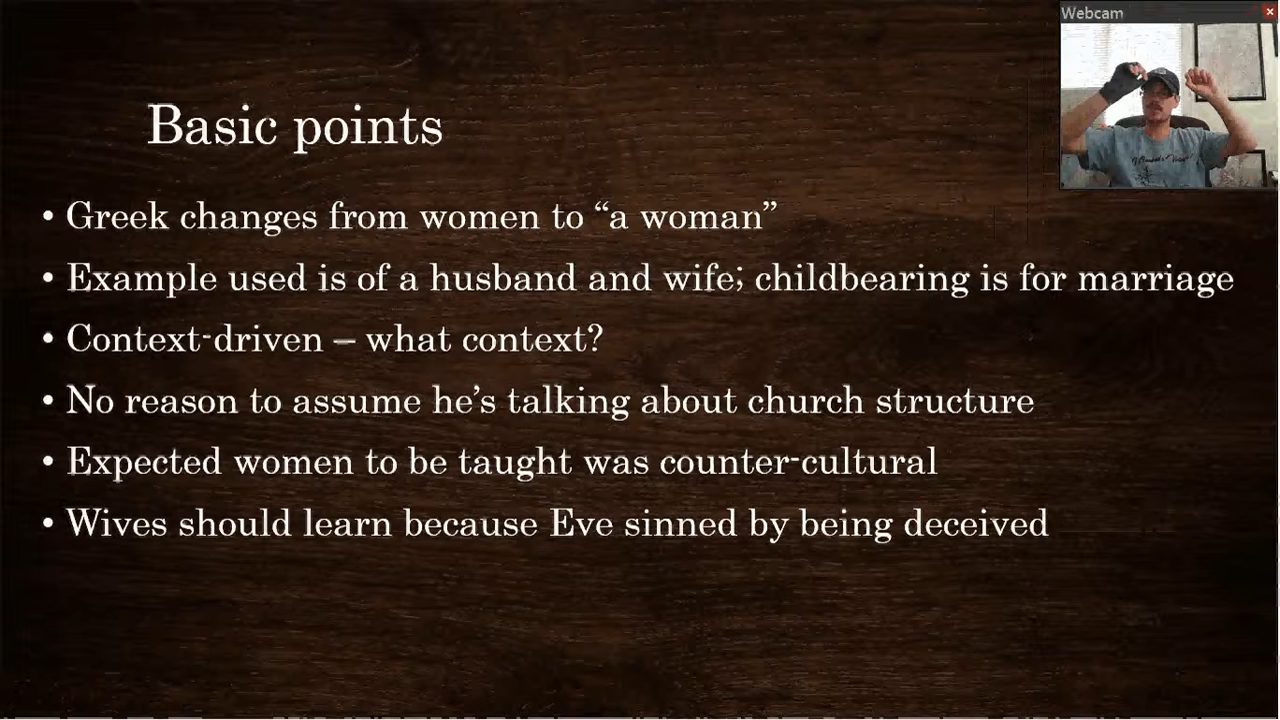 Webcam
Basic points
• Greek changes from women to “a woman”
• Example used is of a husband and wife; childbearing is for marriage
• Context-driven – what context?
• No reason to assume he’s talking about church structure
• Expected women to be taught was counter-cultural
• Wives should learn because Eve sinned by being deceived